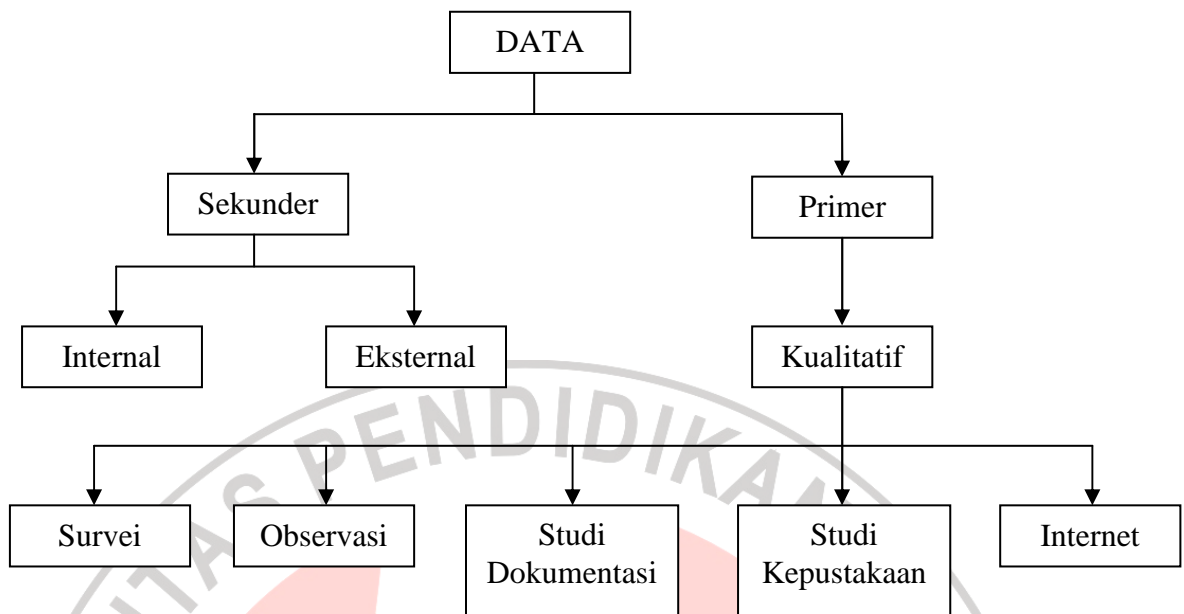 DATA
Sekunder
Primer
Internal
Eksternal
Kualitatif
PENDIDIKAN
Survei
Observasi
Studi
Dokumentasi
Studi
Kepustakaan
Internet